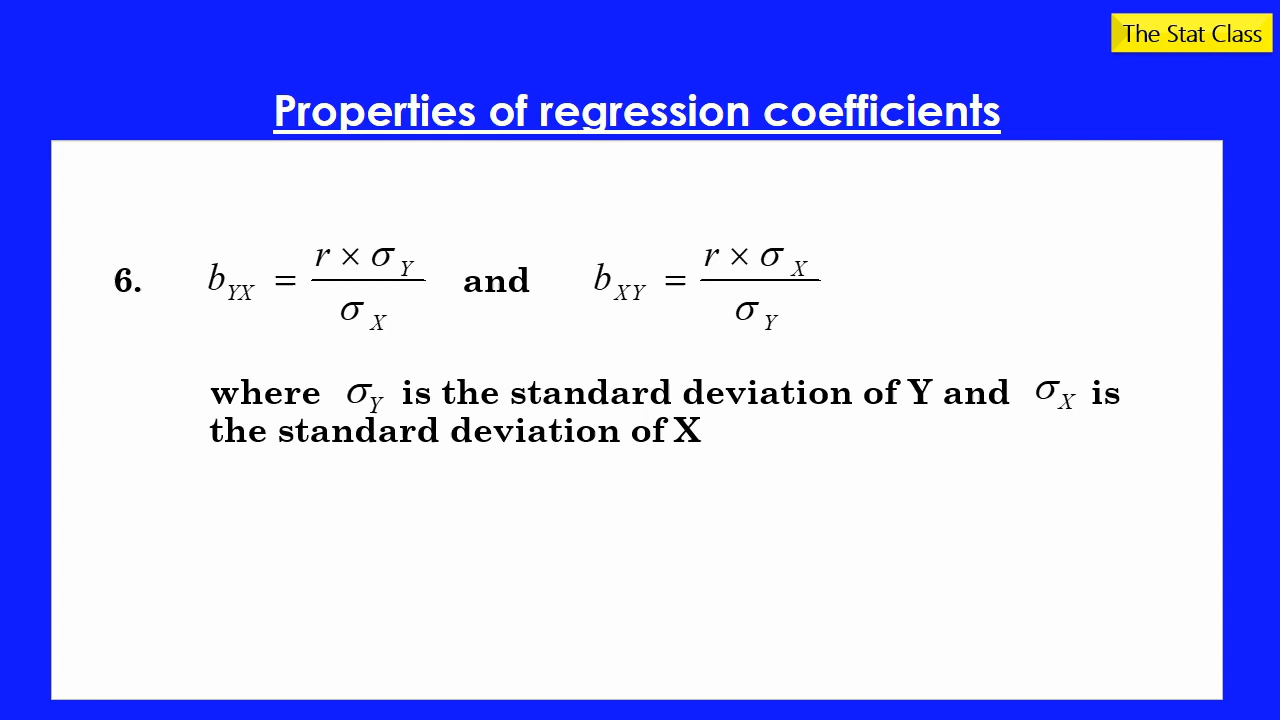 The Stat Class
Properties of regression coefficients
6. b_YX = (r × σ_Y) / σ_X and b_XY = (r × σ_X) / σ_Y
where σ_Y is the standard deviation of Y and σ_X is
the standard deviation of X